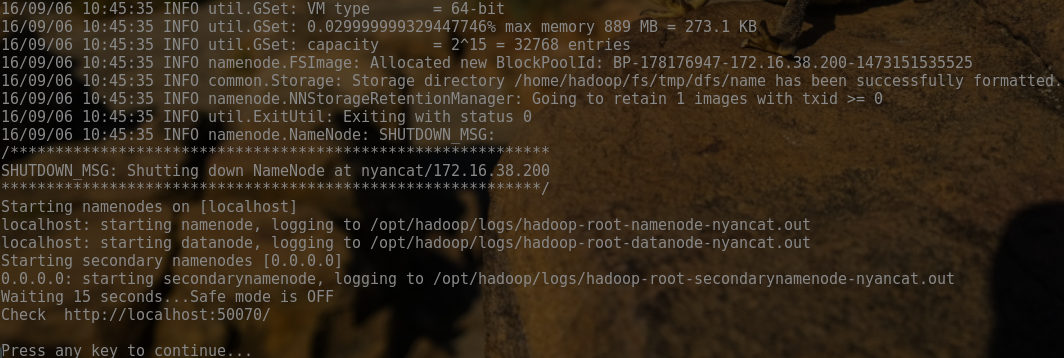 16/09/06 10:45:35 INFO util.GSet: VM type       = 64-bit
16/09/06 10:45:35 INFO util.GSet: 0.029999999329447746% max memory 889 MB = 273.1 KB
16/09/06 10:45:35 INFO util.GSet: capacity      = 2^15 = 32768 entries
16/09/06 10:45:35 INFO namenode.FSImage: Allocated new BlockPoolId: BP-178176947-172.16.38.200-1473151535525
16/09/06 10:45:35 INFO common.Storage: Storage directory /home/hadoop/fs/tmp/dfs/name has been successfully formatted.
16/09/06 10:45:35 INFO namenode.NNStorageRetentionManager: Going to retain 1 images with txid >= 0
16/09/06 10:45:35 INFO util.ExitUtil: Exiting with status 0
16/09/06 10:45:35 INFO namenode.NameNode: SHUTDOWN_MSG:
/************************************************************
SHUTDOWN_MSG: Shutting down NameNode at nyancat/172.16.38.200
************************************************************/
Starting namenodes on [localhost]
localhost: starting namenode, logging to /opt/hadoop/logs/hadoop-root-namenode-nyancat.out
localhost: starting datanode, logging to /opt/hadoop/logs/hadoop-root-datanode-nyancat.out
Starting secondary namenodes [0.0.0.0]
0.0.0.0: starting secondarynamenode, logging to /opt/hadoop/logs/hadoop-root-secondarynamenode-nyancat.out
Waiting 15 seconds...Safe mode is OFF
Check  http://localhost:50070/
Press any key to continue...